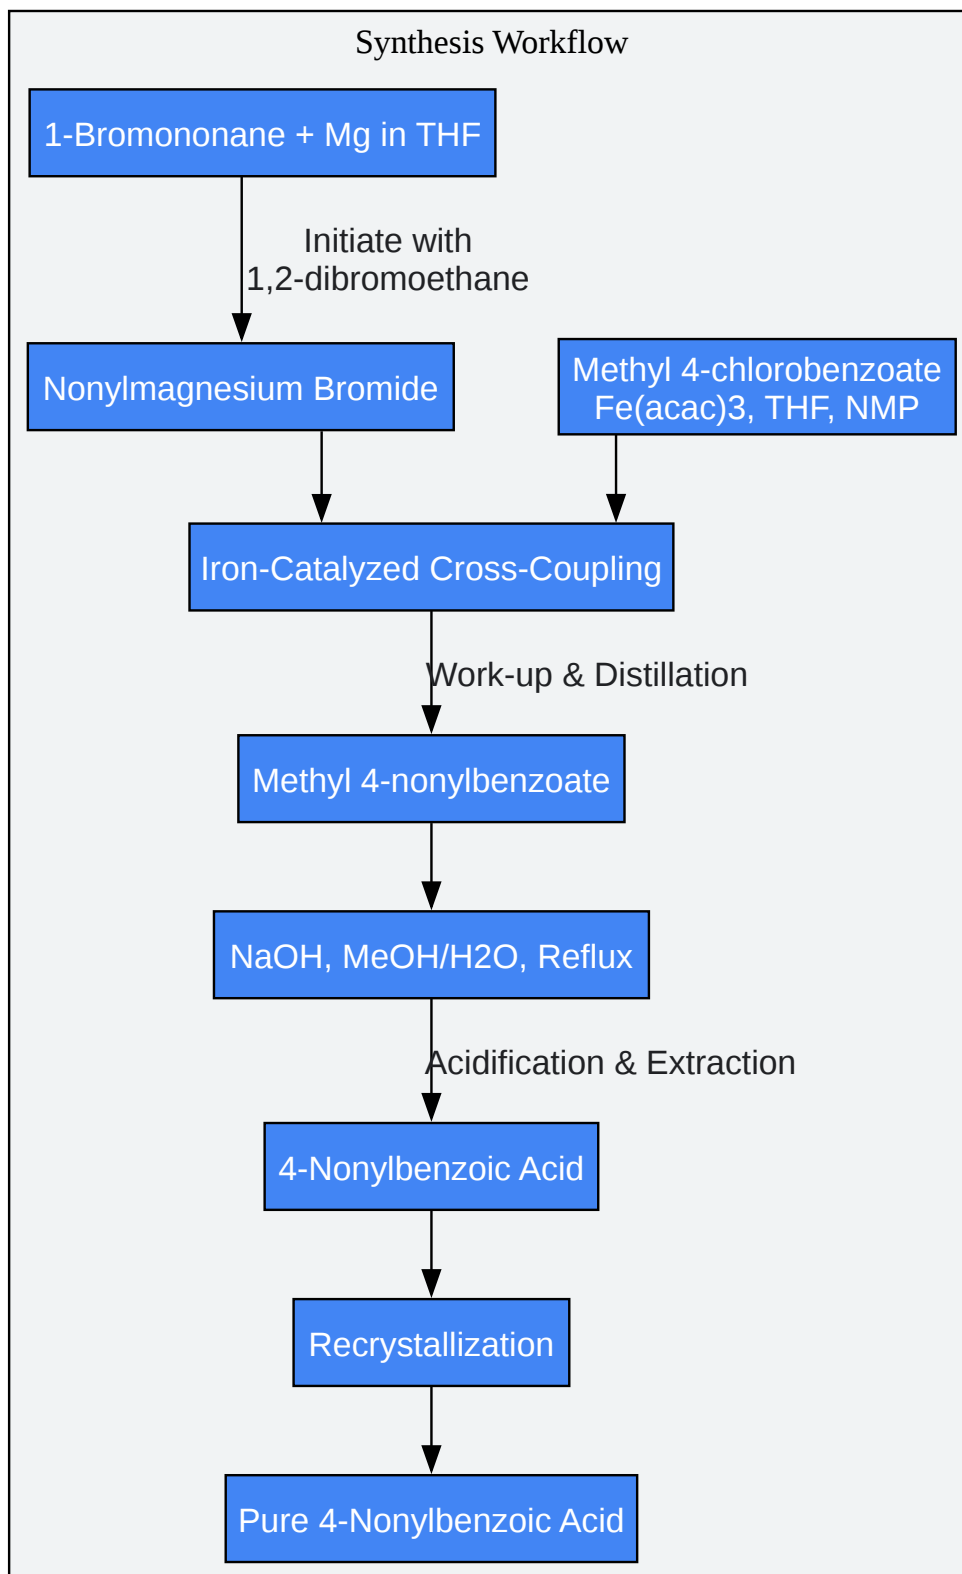 Synthesis Workflow
1-Bromononane + Mg in THF
Initiate with
1,2-dibromoethane
Nonylmagnesium Bromide
Methyl 4-chlorobenzoate
Fe(acac)3, THF, NMP
Iron-Catalyzed Cross-Coupling
Work-up & Distillation
Methyl 4-nonylbenzoate
NaOH, MeOH/H2O, Reflux
Acidification & Extraction
4-Nonylbenzoic Acid
Recrystallization
Pure 4-Nonylbenzoic Acid